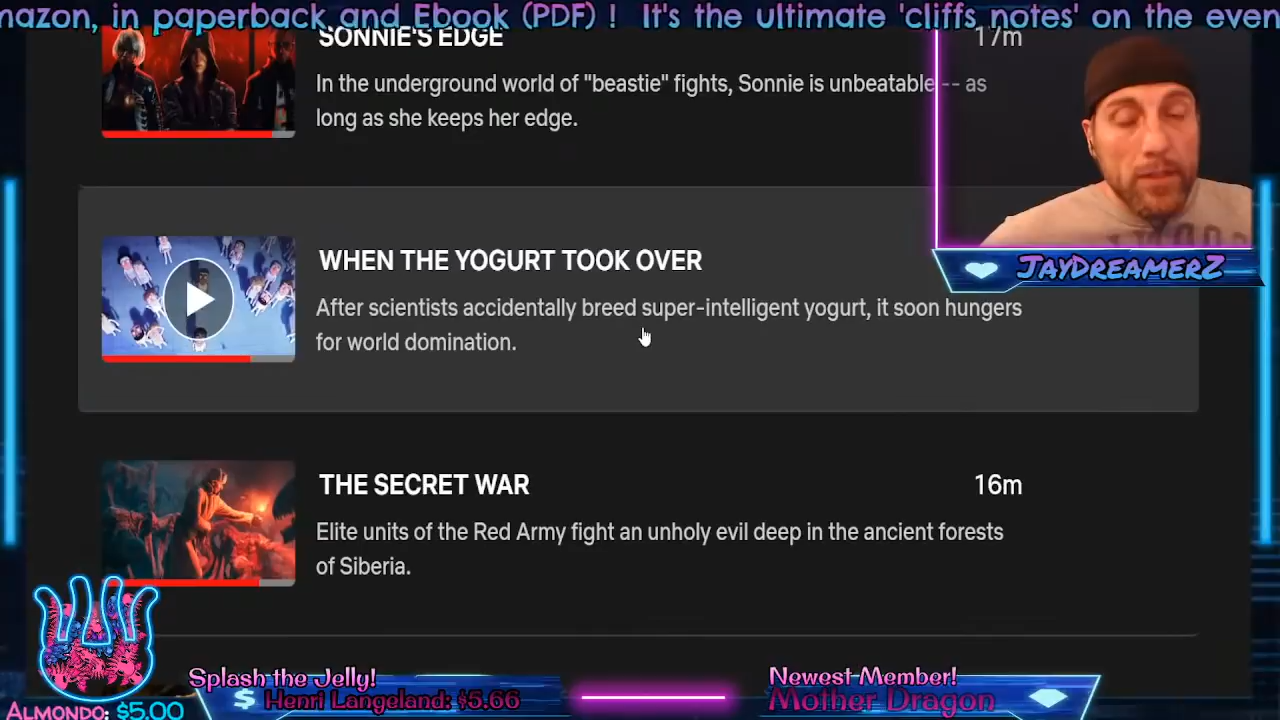 mazon, in paperback and Ebook (PDF) !  It's the ultimate 'cliffs notes' on the even
SONNIE'S EDGE
17m
In the underground world of "beastie" fights, Sonnie is unbeatable -- as
long as she keeps her edge.
JayDreamerZ
WHEN THE YOGURT TOOK OVER
After scientists accidentally breed super-intelligent yogurt, it soon hungers
for world domination.
THE SECRET WAR
16m
Elite units of the Red Army fight an unholy evil deep in the ancient forests
of Siberia.
Splash the Jelly!
$ Henri Langeland: $5.66
Newest Member!
Mother Dragon
Almondo: $5.00